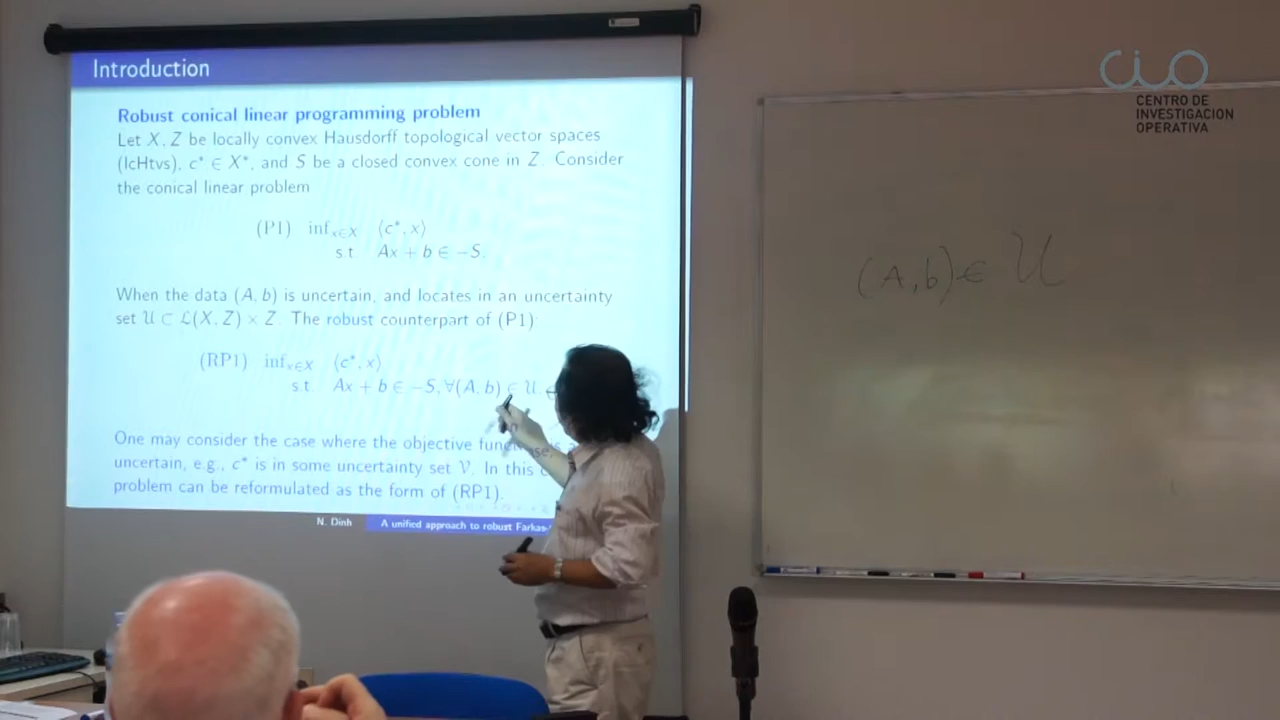 Introduction
Robust conical linear programming problem
Let X, Z be locally convex Hausdorff topological vector spaces
(lcHtvs), c* ∈ X*, and S be a closed convex cone in Z. Consider
the conical linear problem
(P1) inf_{x∈X} ⟨c*, x⟩
s.t. Ax + b ∈ −S.
When the data (A, b) is uncertain, and locates in an uncertainty
set 𝒰 ⊂ ℒ(X, Z) × Z. The robust counterpart of (P1)
(RP1) inf_{x∈X} ⟨c*, x⟩
s.t. Ax + b ∈ −S, ∀(A, b) ∈ 𝒰
One may consider the case where the objective
uncertain, e.g., c* is in some uncertainty set 𝒱. In this
problem can be reformulated as the form of (RP1).
N. Dinh A unified approach to robust Farkas-
(A,b) ∈ 𝒰
CIO
CENTRO DE
INVESTIGACION
OPERATIVA